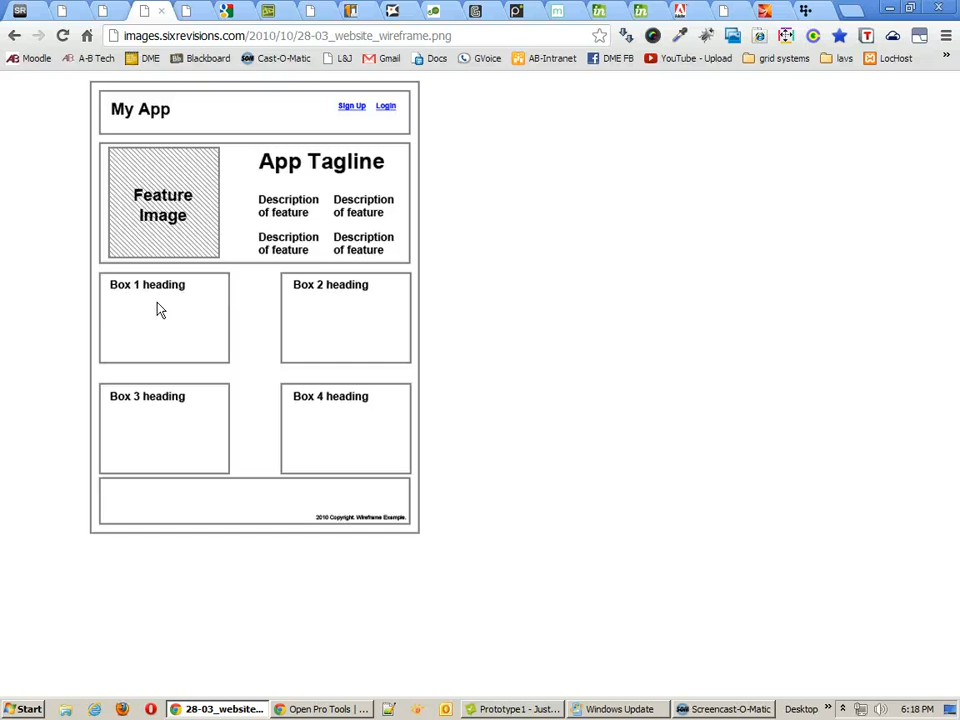 SR
images.sixrevisions.com/2010/10/28-03_website_wireframe.png
Moodle A-B Tech DME Blackboard Cast-O-Matic L&J Gmail Docs GVoice AB-Intranet DME FB YouTube - Upload grid systems lavs LocHost »
My App
Sign Up Login
Feature
Image
App Tagline
Description
of feature
Description
of feature
Description
of feature
Description
of feature
Box 1 heading
Box 2 heading
Box 3 heading
Box 4 heading
2010 Copyright. Wireframe Example.
Start 28-03_website... Open Pro Tools | ... Prototype1 - Just... Windows Update Screencast-O-Matic Desktop » 6:18 PM